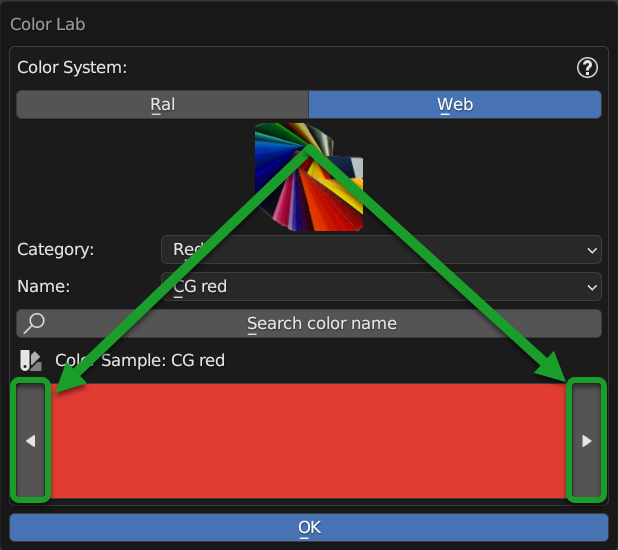 Color Lab
Color System:
Ral Web
Category: Red
Name: CG red
Search color name
Color Sample: CG red
OK